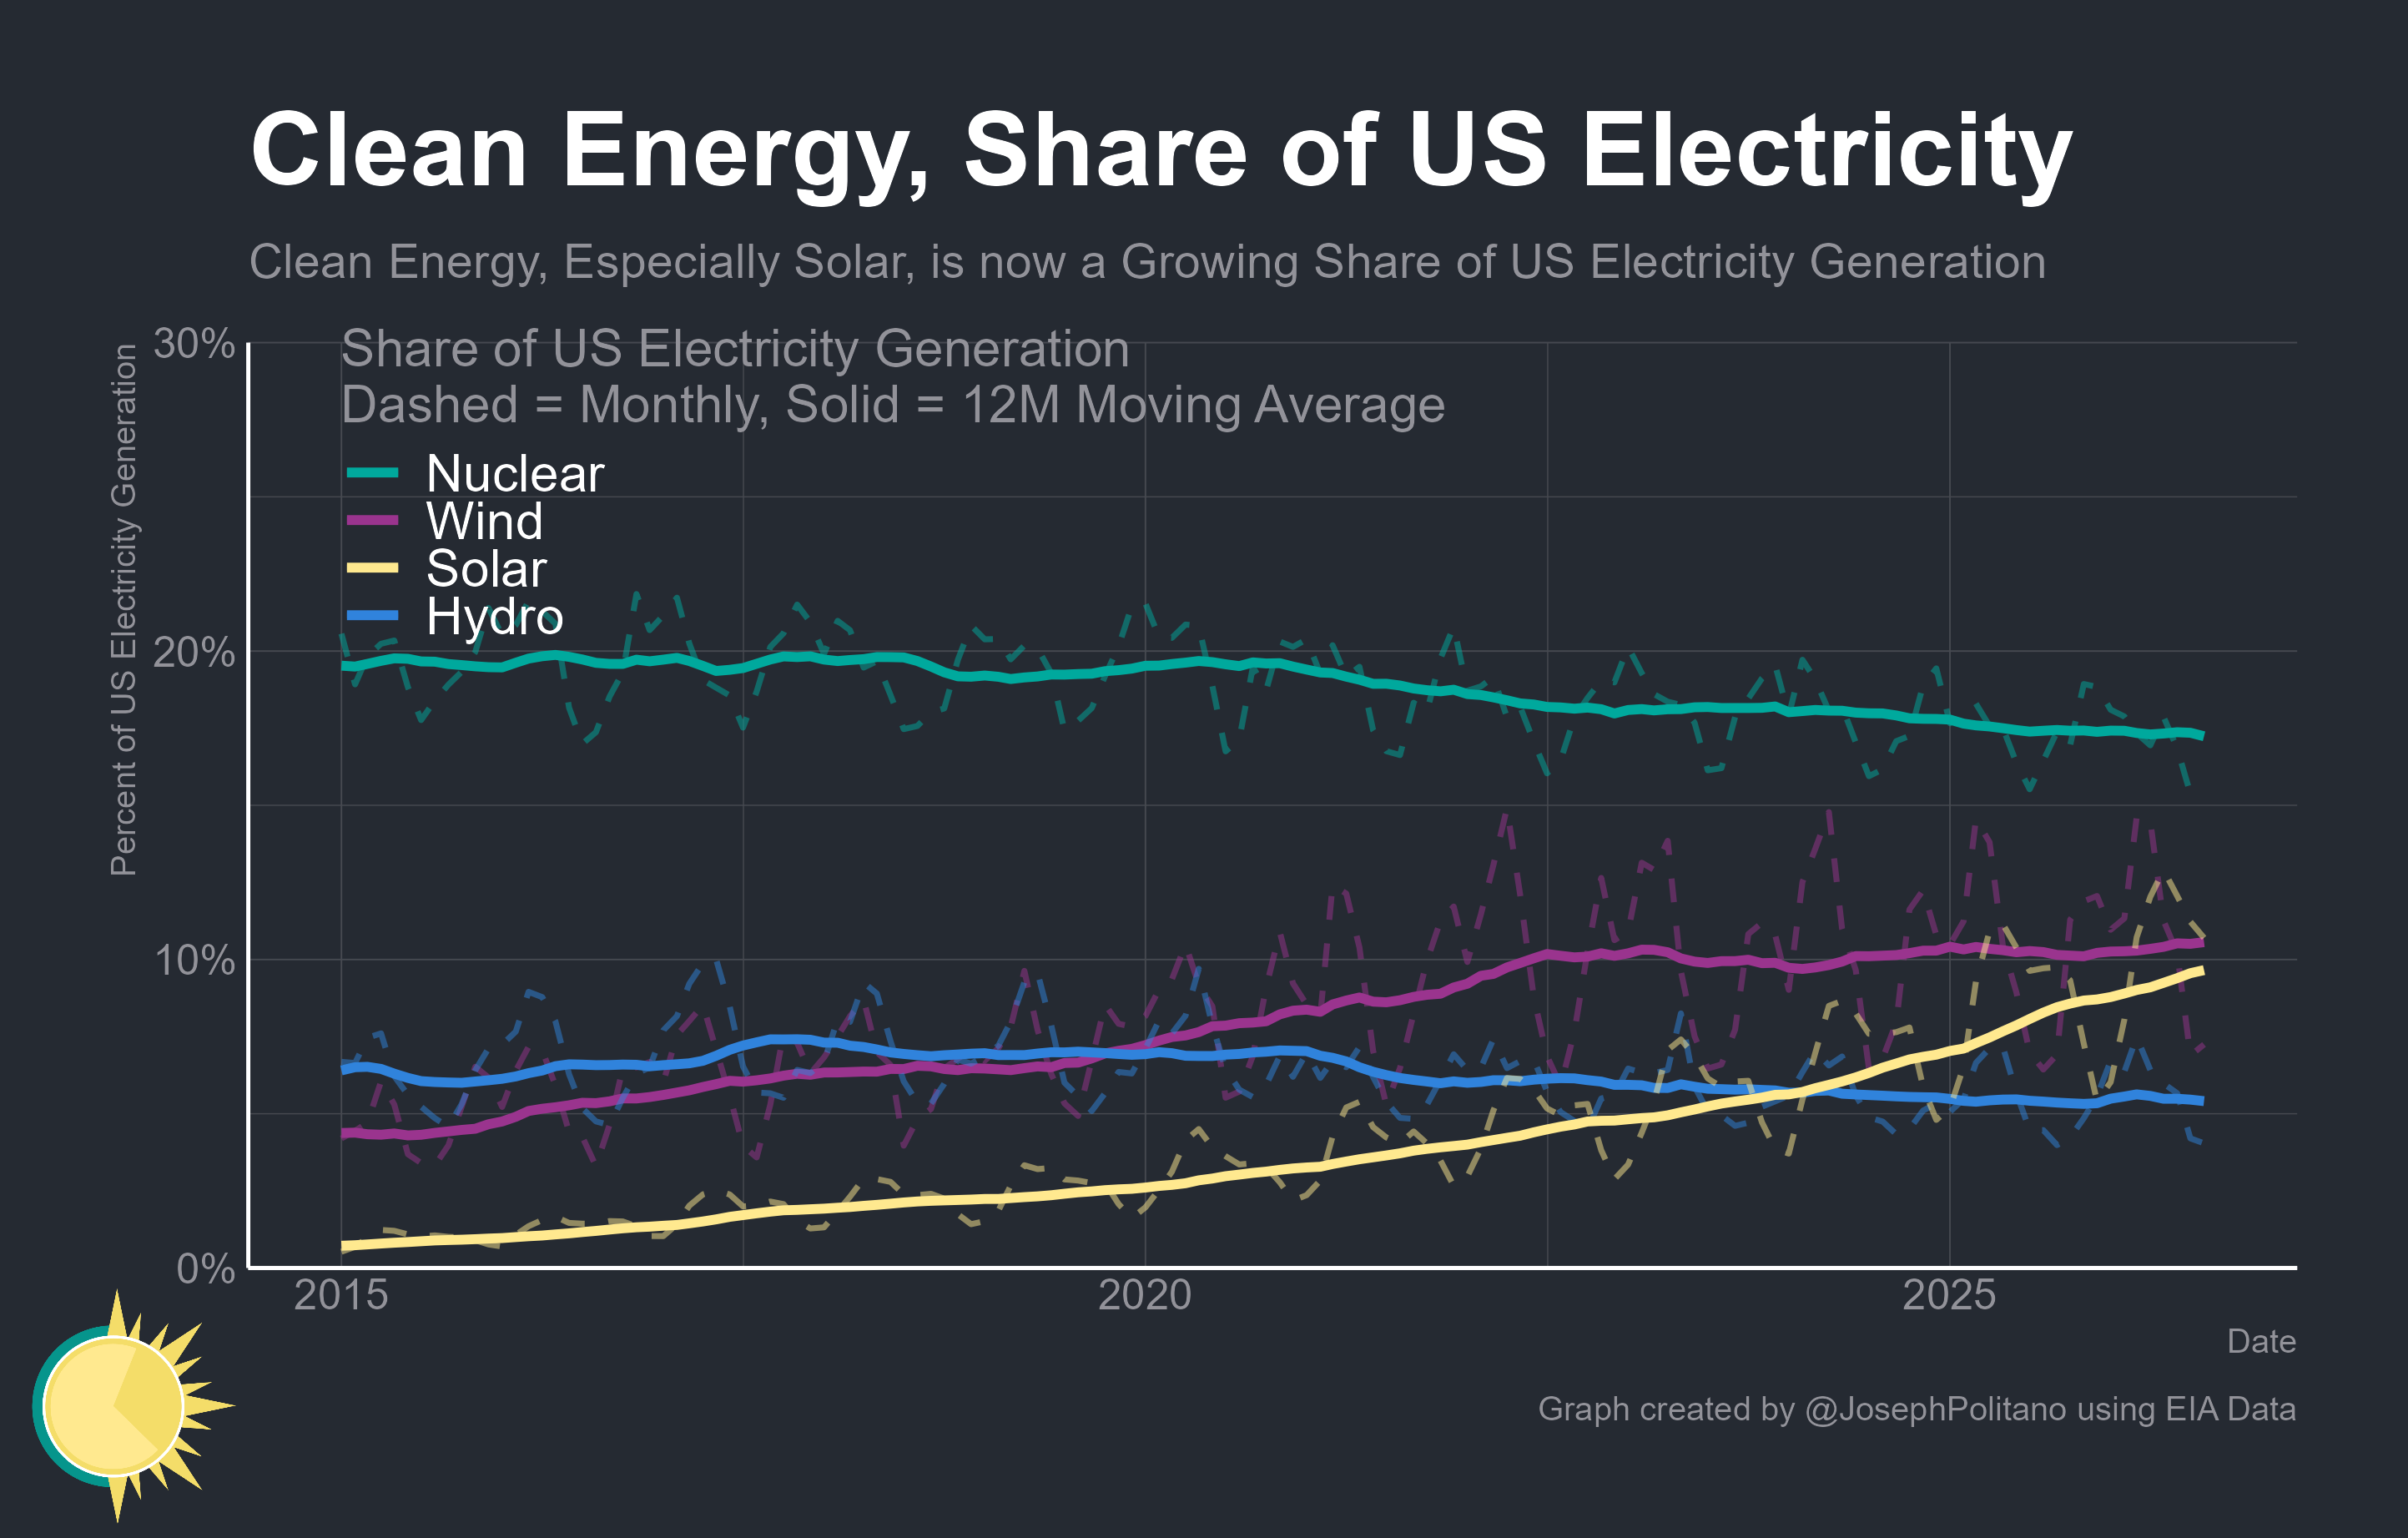 Clean Energy, Share of US Electricity
Clean Energy, Especially Solar, is now a Growing Share of US Electricity Generation
Percent of US Electricity Generation
30%
20%
10%
0%
Share of US Electricity Generation
Dashed = Monthly, Solid = 12M Moving Average
Nuclear
Wind
Solar
Hydro
2015
2020
2025
Date
Graph created by @JosephPolitano using EIA Data